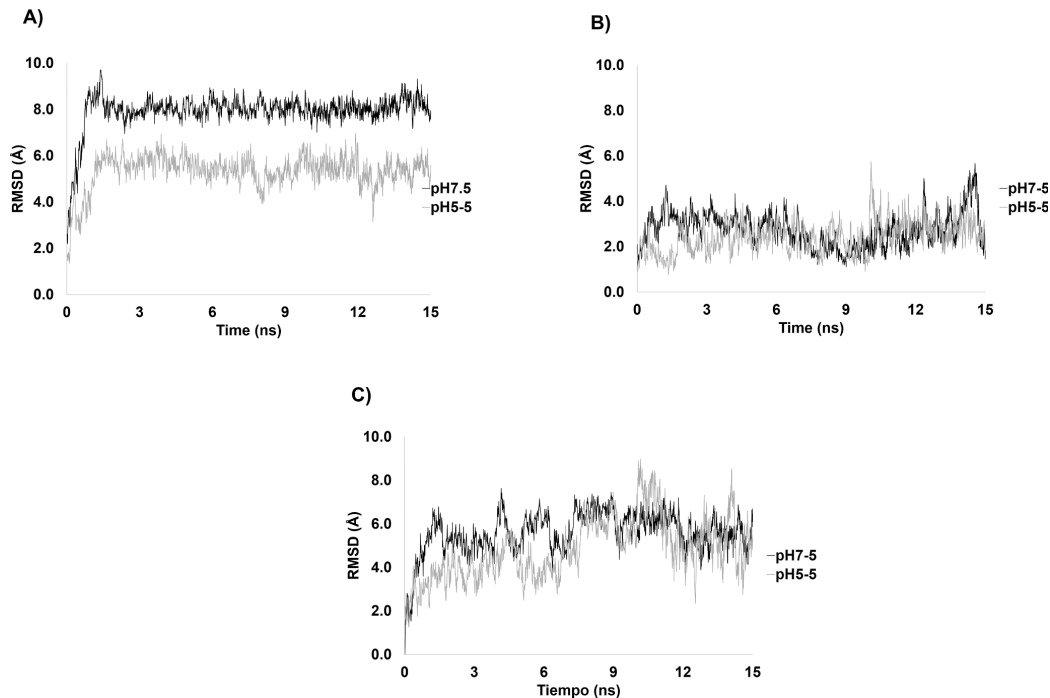 A)
10.0
8.0
6.0
4.0
2.0
0.0
RMSD (Å)
0 3 6 9 12 15
Time (ns)
pH7.5
pH5-5
B)
10.0
8.0
6.0
4.0
2.0
0.0
RMSD (Å)
0 3 6 9 12 15
Time (ns)
pH7-5
pH5-5
C)
10.0
8.0
6.0
4.0
2.0
0.0
RMSD (Å)
0 3 6 9 12 15
Tiempo (ns)
pH7-5
pH5-5